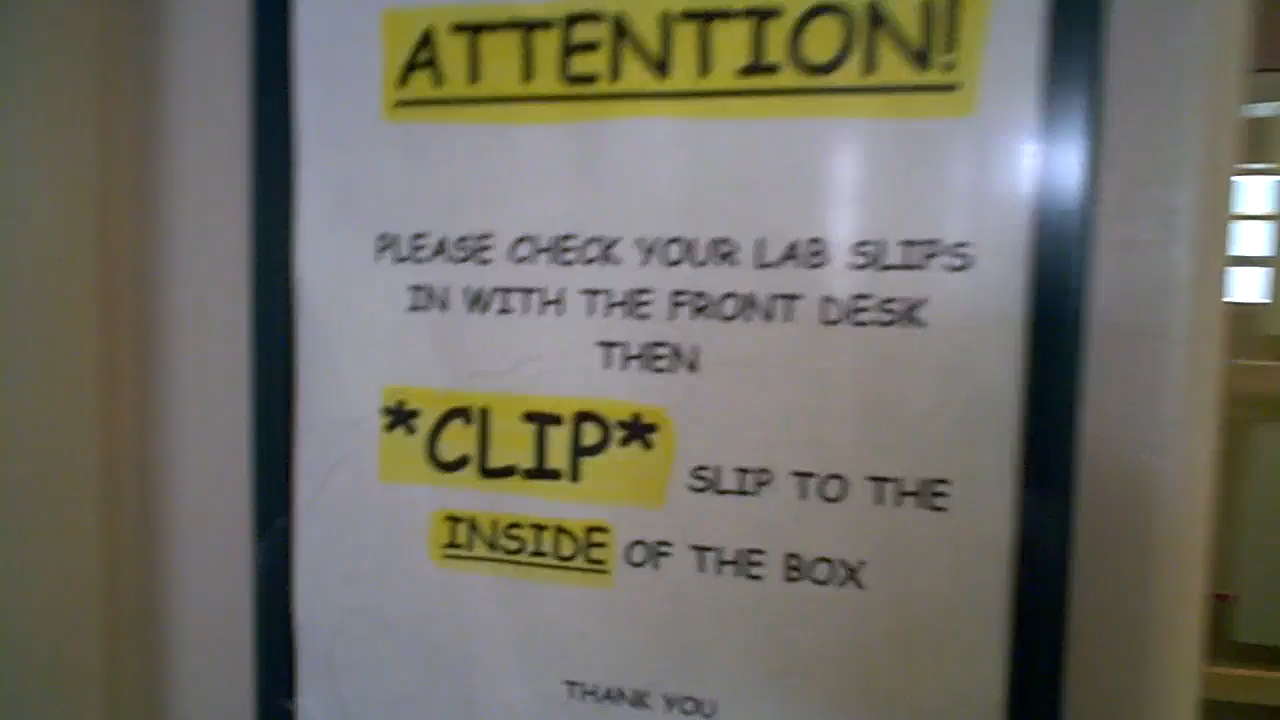 ATTENTION!
PLEASE CHECK YOUR LAB SLIPS
IN WITH THE FRONT DESK
THEN
*CLIP* SLIP TO THE
INSIDE OF THE BOX
THANK YOU